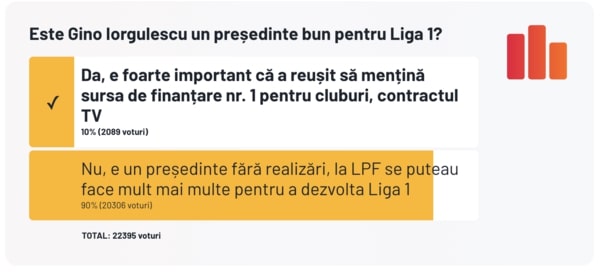 Este Gino Iorgulescu un președinte bun pentru Liga 1?
Da, e foarte important că a reușit să mențină
sursa de finanțare nr. 1 pentru cluburi, contractul
TV
10% (2089 voturi)
Nu, e un președinte fără realizări, la LPF se puteau
face mult mai multe pentru a dezvolta Liga 1
90% (20306 voturi)
TOTAL: 22395 voturi